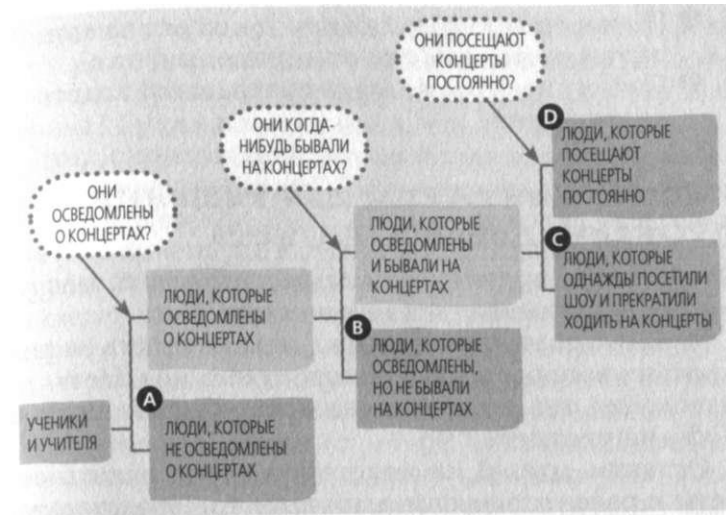 ОНИ ПОСЕЩАЮТ
КОНЦЕРТЫ
ПОСТОЯННО?
ОНИ КОГДА-
НИБУДЬ БЫВАЛИ
НА КОНЦЕРТАХ?
ОНИ
ОСВЕДОМЛЕНЫ
О КОНЦЕРТАХ?
D
ЛЮДИ, КОТОРЫЕ
ПОСЕЩАЮТ
КОНЦЕРТЫ
ПОСТОЯННО
ЛЮДИ, КОТОРЫЕ
ОСВЕДОМЛЕНЫ
И БЫВАЛИ НА
КОНЦЕРТАХ
C
ЛЮДИ, КОТОРЫЕ
ОДНАЖДЫ ПОСЕТИЛИ
ШОУ И ПРЕКРАТИЛИ
ХОДИТЬ НА КОНЦЕРТЫ
ЛЮДИ, КОТОРЫЕ
ОСВЕДОМЛЕНЫ
О КОНЦЕРТАХ
B
ЛЮДИ, КОТОРЫЕ
ОСВЕДОМЛЕНЫ,
НО НЕ БЫВАЛИ
НА КОНЦЕРТАХ
УЧЕНИКИ
И УЧИТЕЛЯ
A
ЛЮДИ, КОТОРЫЕ
НЕ ОСВЕДОМЛЕНЫ
О КОНЦЕРТАХ